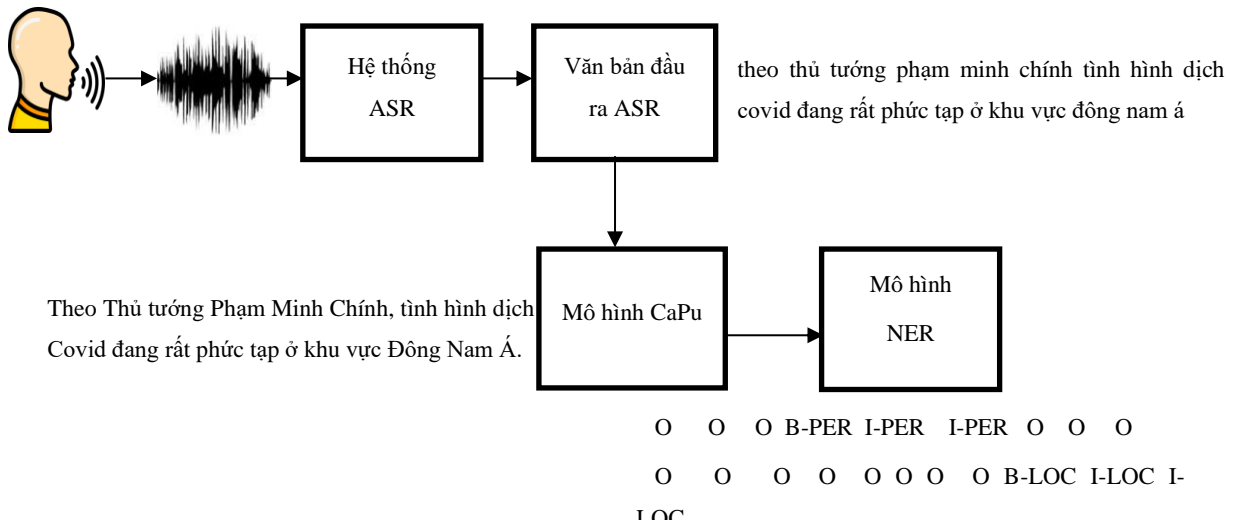 Hệ thống
ASR
Văn bản đầu
ra ASR
theo thủ tướng phạm minh chính tình hình dịch
covid đang rất phức tạp ở khu vực đông nam á
Theo Thủ tướng Phạm Minh Chính, tình hình dịch
Covid đang rất phức tạp ở khu vực Đông Nam Á.
Mô hình CaPu
Mô hình
NER
O O O B-PER I-PER I-PER O O O
O O O O O O O O B-LOC I-LOC I-
LOC